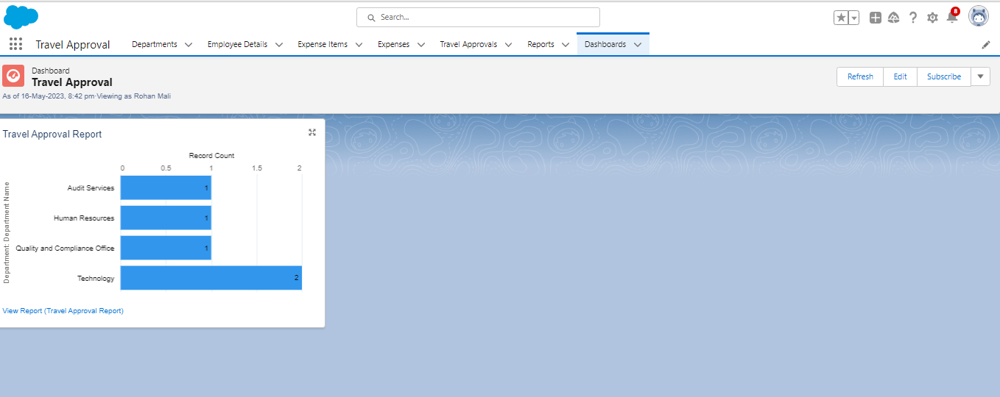 Search...
8
Travel Approval
Departments
Employee Details
Expense Items
Expenses
Travel Approvals
Reports
Dashboards
Dashboard
Travel Approval
As of 16-May-2023, 8:42 pm·Viewing as Rohan Mali
Refresh
Edit
Subscribe
Travel Approval Report
Record Count
0 0.5 1 1.5 2
Department: Department Name
Audit Services 1
Human Resources 1
Quality and Compliance Office 1
Technology 2
View Report (Travel Approval Report)